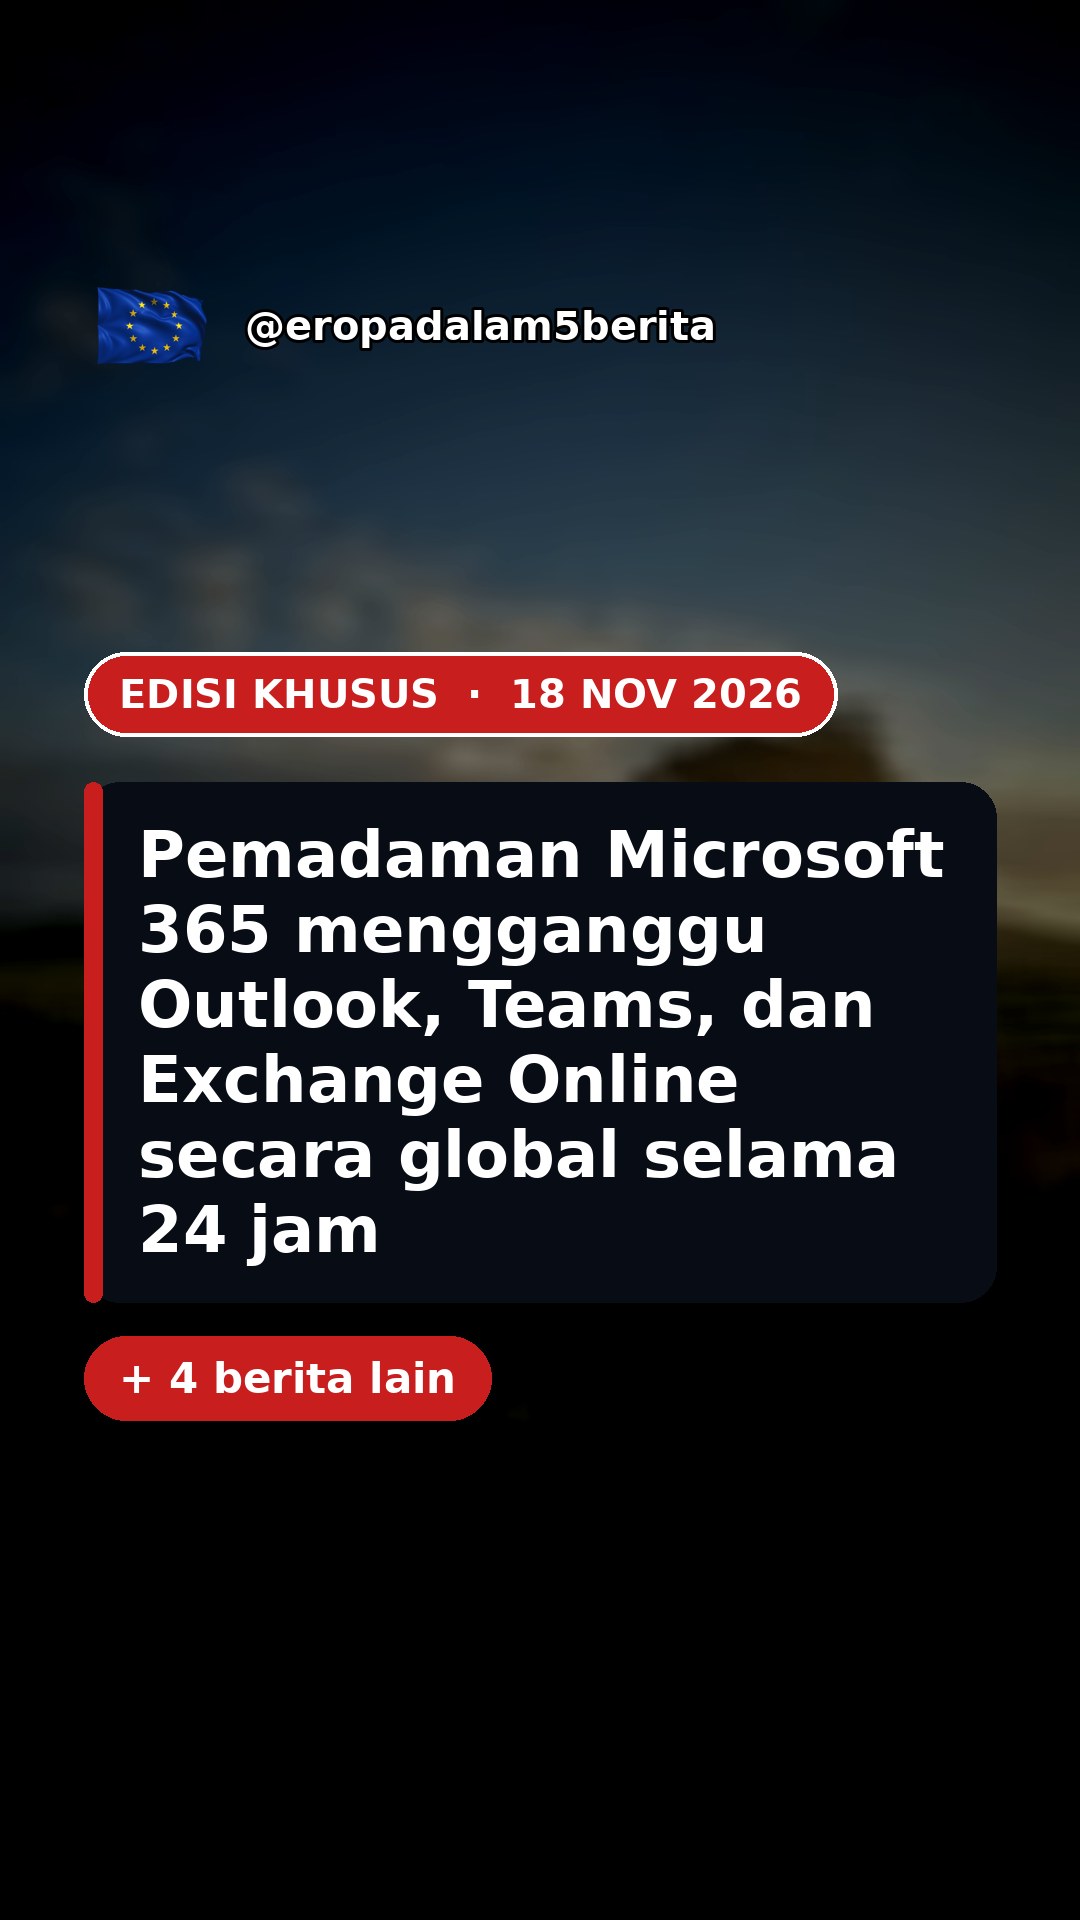 @eropadalam5berita
EDISI KHUSUS · 18 NOV 2026
Pemadaman Microsoft
365 mengganggu
Outlook, Teams, dan
Exchange Online
secara global selama
24 jam
+ 4 berita lain